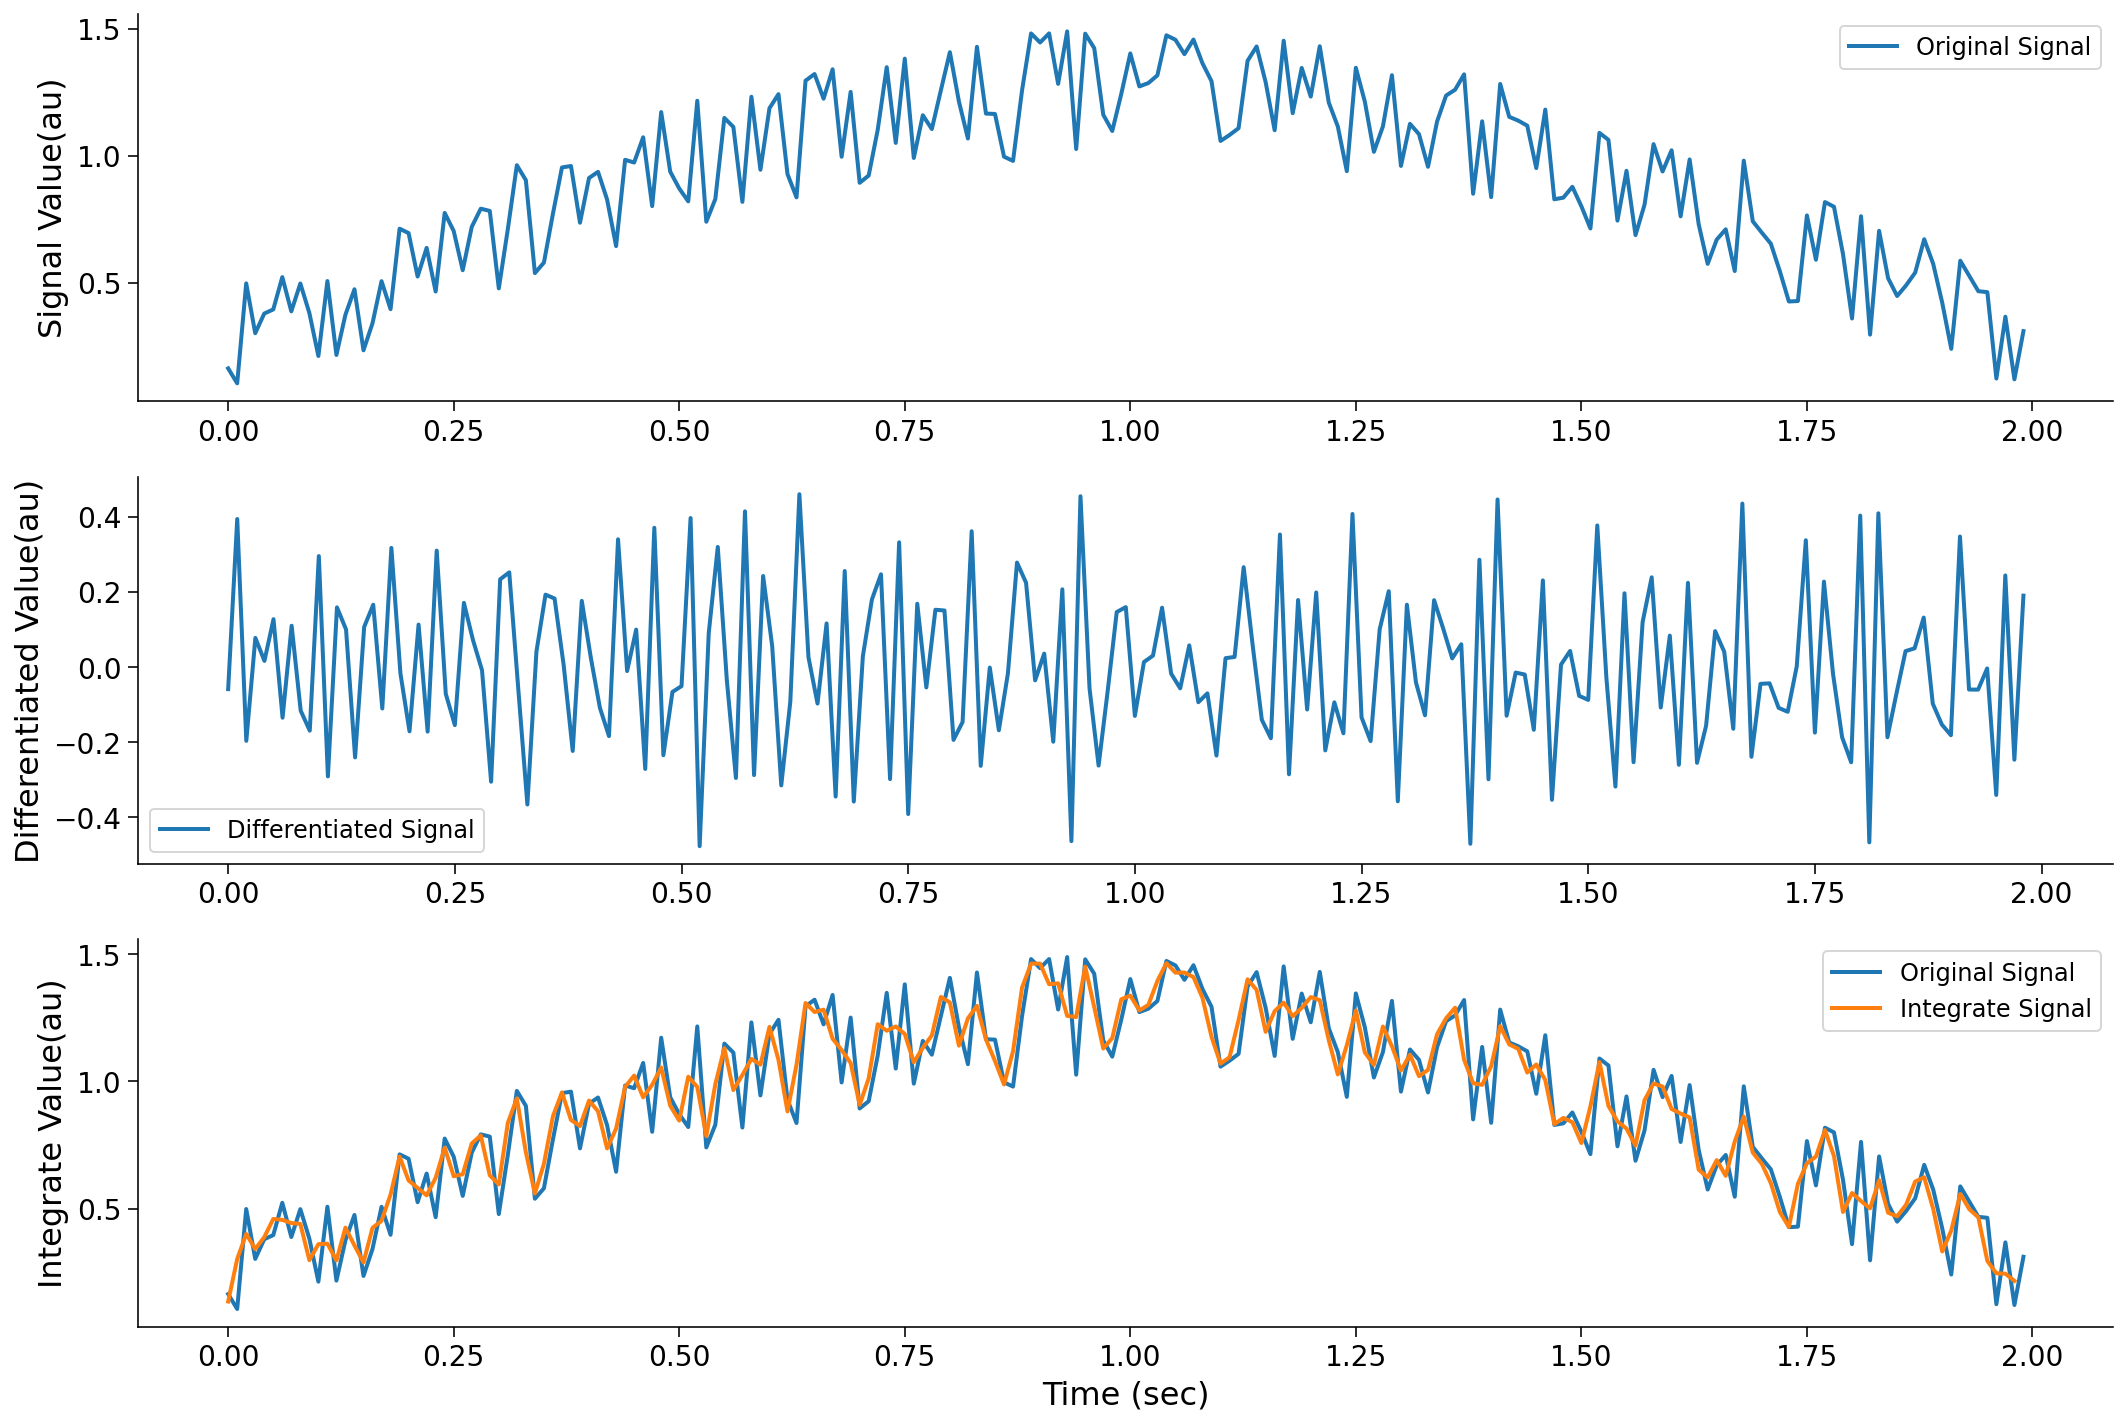 Signal Value(au)
1.5
1.0
0.5
Original Signal
0.00 0.25 0.50 0.75 1.00 1.25 1.50 1.75 2.00
Differentiated Value(au)
0.4
0.2
0.0
−0.2
−0.4
Differentiated Signal
0.00 0.25 0.50 0.75 1.00 1.25 1.50 1.75 2.00
Integrate Value(au)
1.5
1.0
0.5
Original Signal
Integrate Signal
0.00 0.25 0.50 0.75 1.00 1.25 1.50 1.75 2.00
Time (sec)